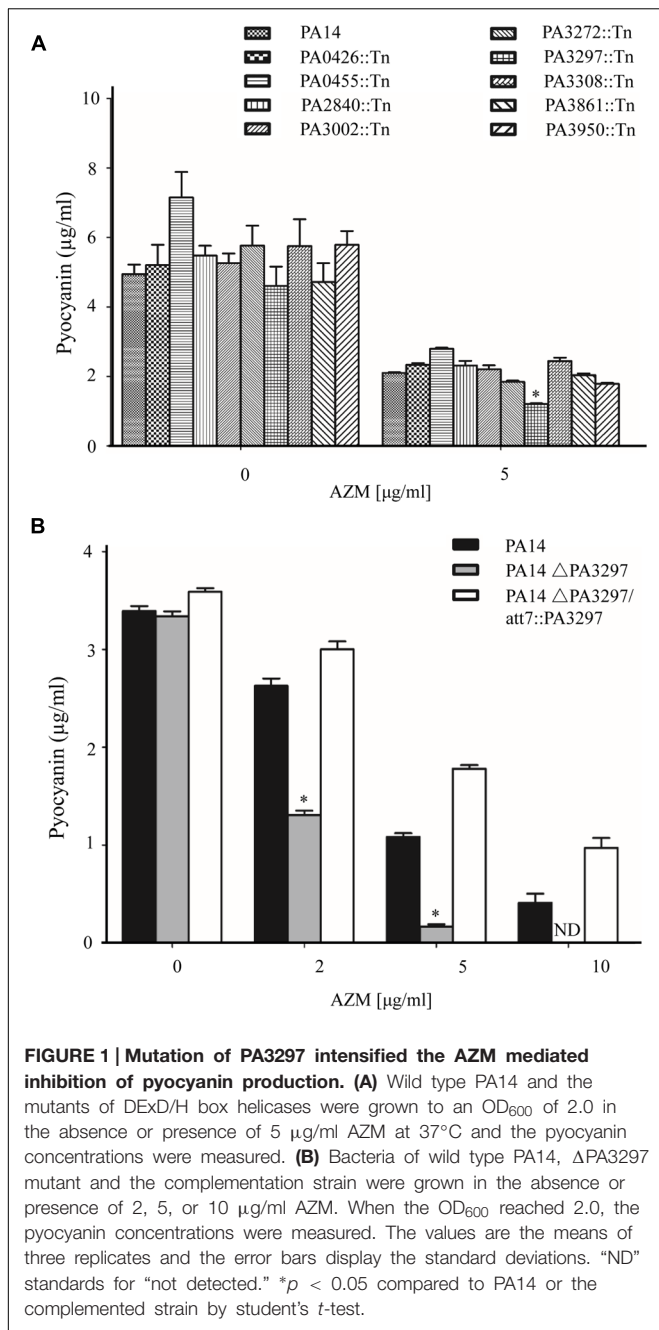 A
PA14
PA0426::Tn
PA0455::Tn
PA2840::Tn
PA3002::Tn
PA3272::Tn
PA3297::Tn
PA3308::Tn
PA3861::Tn
PA3950::Tn
Pyocyanin (µg/ml)
10
8
6
4
2
0
*
0
5
AZM [µg/ml]
B
PA14
PA14 △PA3297
PA14 △PA3297/
att7::PA3297
Pyocyanin (µg/ml)
4
3
2
1
0
*
*
ND
0
2
5
10
AZM [µg/ml]
FIGURE 1 | Mutation of PA3297 intensified the AZM mediated
inhibition of pyocyanin production. (A) Wild type PA14 and the
mutants of DExD/H box helicases were grown to an OD600 of 2.0 in
the absence or presence of 5 µg/ml AZM at 37°C and the pyocyanin
concentrations were measured. (B) Bacteria of wild type PA14, ΔPA3297
mutant and the complementation strain were grown in the absence or
presence of 2, 5, or 10 µg/ml AZM. When the OD600 reached 2.0, the
pyocyanin concentrations were measured. The values are the means of
three replicates and the error bars display the standard deviations. “ND”
standards for “not detected.” *p < 0.05 compared to PA14 or the
complemented strain by student’s t-test.